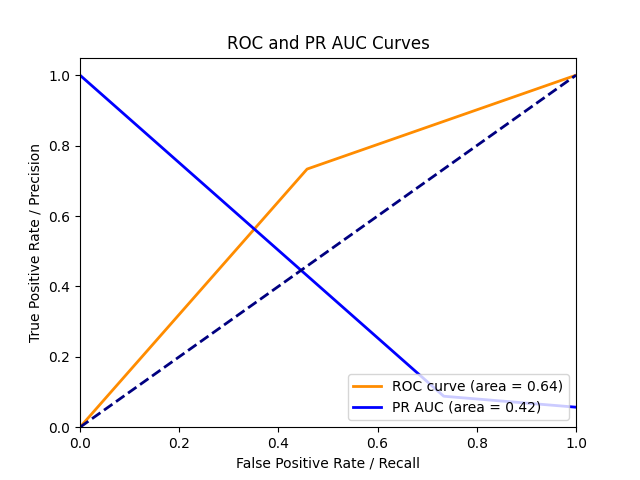 ROC and PR AUC Curves
True Positive Rate / Precision
1.0
0.8
0.6
0.4
0.2
0.0
0.0 0.2 0.4 0.6 0.8 1.0
False Positive Rate / Recall
ROC curve (area = 0.64)
PR AUC (area = 0.42)